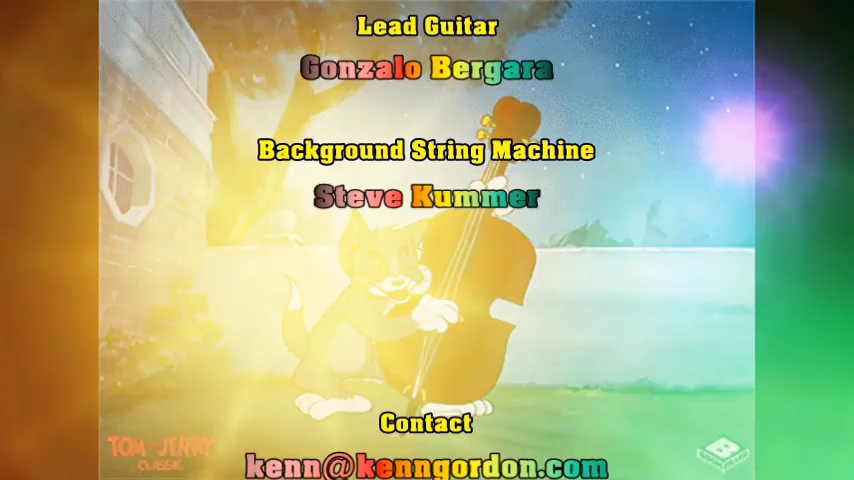 Lead Guitar
Gonzalo Bergara
Background String Machine
Steve Kummer
Contact
TOM AND JERRY
CLASSIC
kenn@kenngordon.com